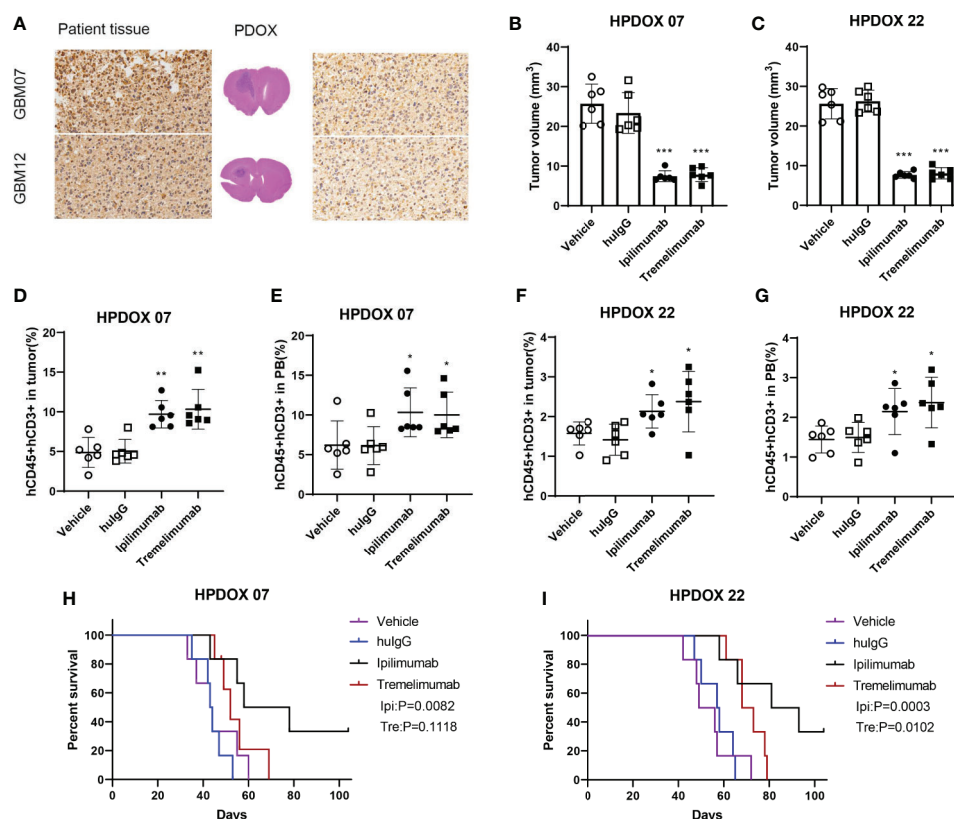 A
Patient tissue
PDOX
GBM07
GBM12
B
HPDOX 07
Tumor volume (mm3)
40
30
20
10
0
***
***
Vehicle
huIgG
Ipilimumab
Tremelimumab
C
HPDOX 22
Tumor volume (mm3)
40
30
20
10
0
***
***
Vehicle
huIgG
Ipilimumab
Tremelimumab
D
HPDOX 07
hCD45+hCD3+ in tumor(%)
20
15
10
5
0
**
**
Vehicle
huIgG
Ipilimumab
Tremelimumab
E
HPDOX 07
hCD45+hCD3+ in PB(%)
20
15
10
5
0
*
*
Vehicle
huIgG
Ipilimumab
Tremelimumab
F
HPDOX 22
hCD45+hCD3+ in tumor(%)
4
3
2
1
0
*
*
Vehicle
huIgG
Ipilimumab
Tremelimumab
G
HPDOX 22
hCD45+hCD3+ in PB(%)
4
3
2
1
0
*
*
Vehicle
huIgG
Ipilimumab
Tremelimumab
H
HPDOX 07
Percent survival
100
80
60
40
20
0
0 20 40 60 80 100
Days
Vehicle
huIgG
Ipilimumab
Tremelimumab
Ipi:P=0.0082
Tre:P=0.1118
I
HPDOX 22
Percent survival
100
80
60
40
20
0
0 20 40 60 80 100
Days
Vehicle
huIgG
Ipilimumab
Tremelimumab
Ipi:P=0.0003
Tre:P=0.0102